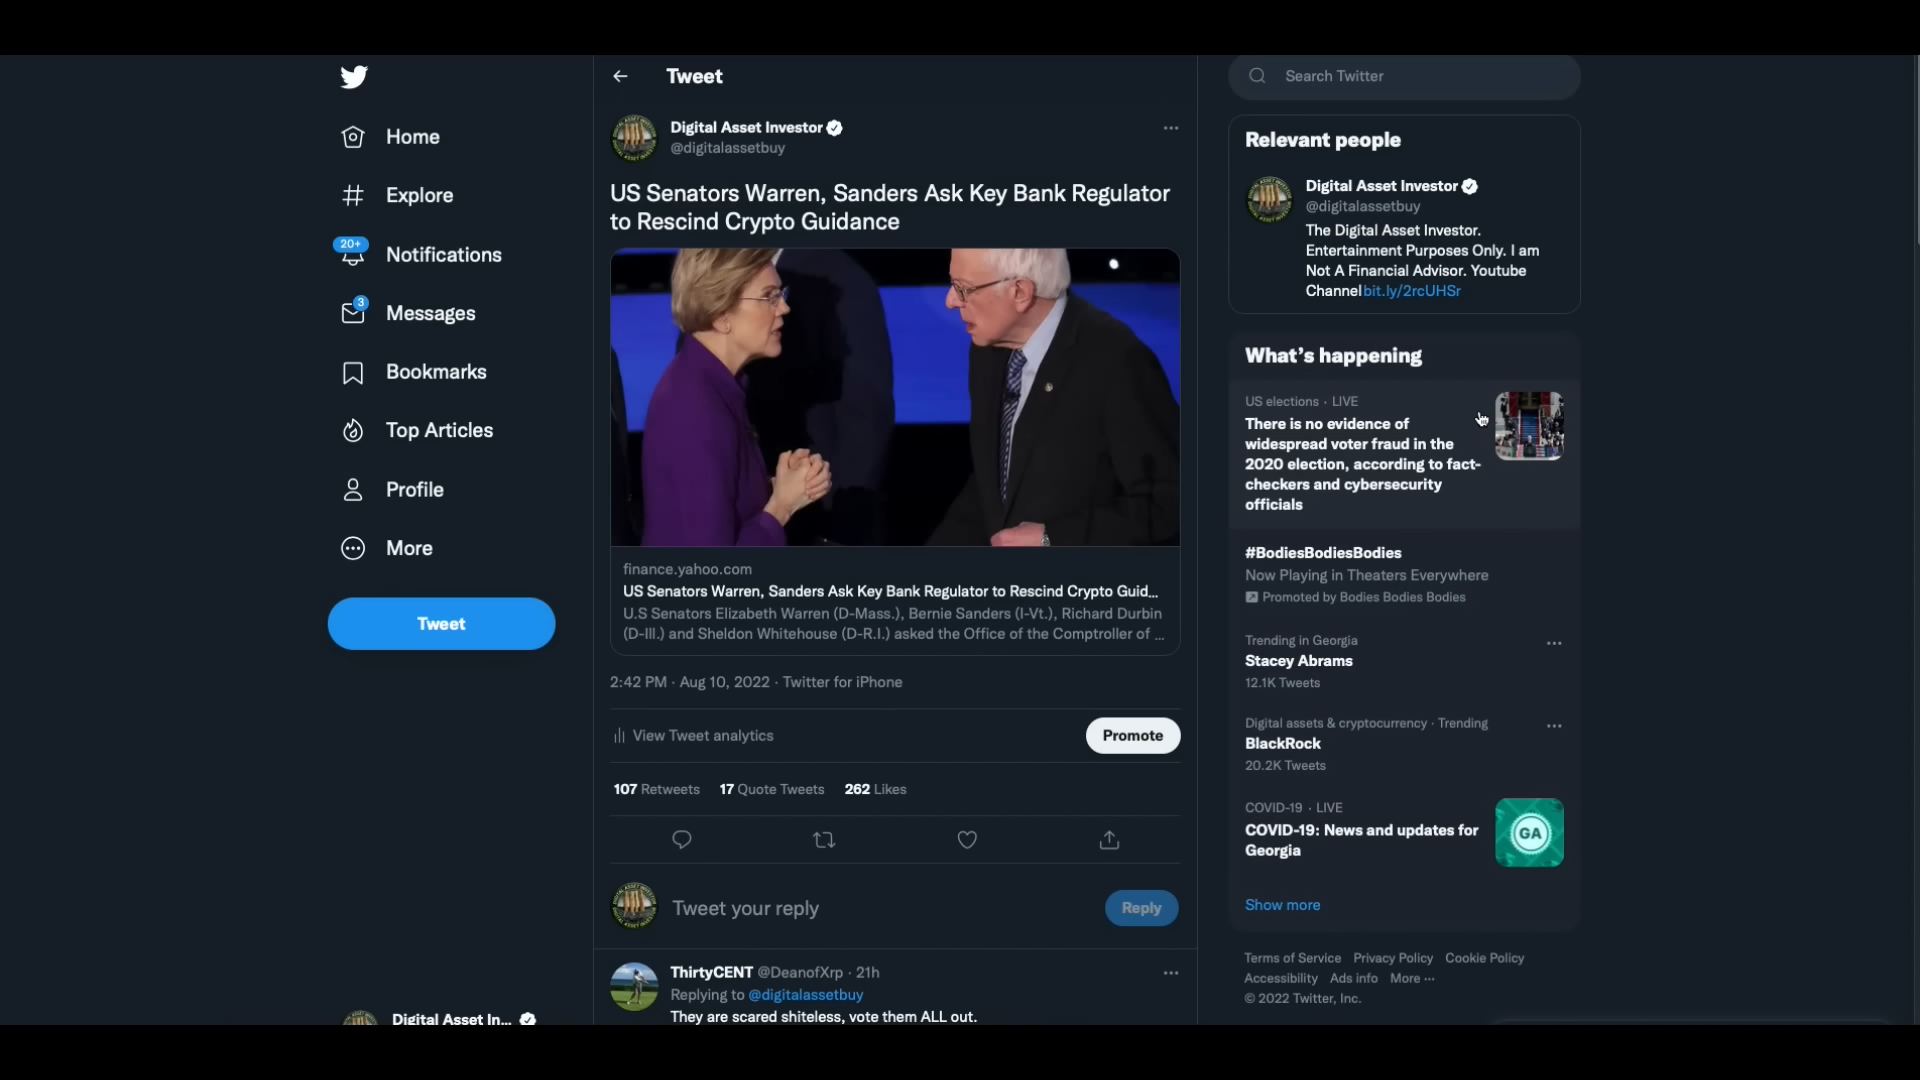 Home
Explore
20+
Notifications
3
Messages
Bookmarks
Top Articles
Profile
More
Tweet
Digital Asset In...
Tweet
Digital Asset Investor
@digitalassetbuy
US Senators Warren, Sanders Ask Key Bank Regulator
to Rescind Crypto Guidance
finance.yahoo.com
US Senators Warren, Sanders Ask Key Bank Regulator to Rescind Crypto Guid...
U.S Senators Elizabeth Warren (D-Mass.), Bernie Sanders (I-Vt.), Richard Durbin
(D-Ill.) and Sheldon Whitehouse (D-R.I.) asked the Office of the Comptroller of ...
2:42 PM · Aug 10, 2022 · Twitter for iPhone
View Tweet analytics
Promote
107 Retweets 17 Quote Tweets 262 Likes
Tweet your reply
Reply
ThirtyCENT @DeanofXrp · 21h
Replying to @digitalassetbuy
They are scared shiteless, vote them ALL out.
Search Twitter
Relevant people
Digital Asset Investor
@digitalassetbuy
The Digital Asset Investor.
Entertainment Purposes Only. I am
Not A Financial Advisor. Youtube
Channel bit.ly/2rcUHSr
What's happening
US elections · LIVE
There is no evidence of
widespread voter fraud in the
2020 election, according to fact-
checkers and cybersecurity
officials
#BodiesBodiesBodies
Now Playing in Theaters Everywhere
Promoted by Bodies Bodies Bodies
Trending in Georgia
Stacey Abrams
12.1K Tweets
Digital assets & cryptocurrency · Trending
BlackRock
20.2K Tweets
COVID-19 · LIVE
COVID-19: News and updates for
Georgia
GA
Show more
Terms of Service Privacy Policy Cookie Policy
Accessibility Ads info More ...
© 2022 Twitter, Inc.